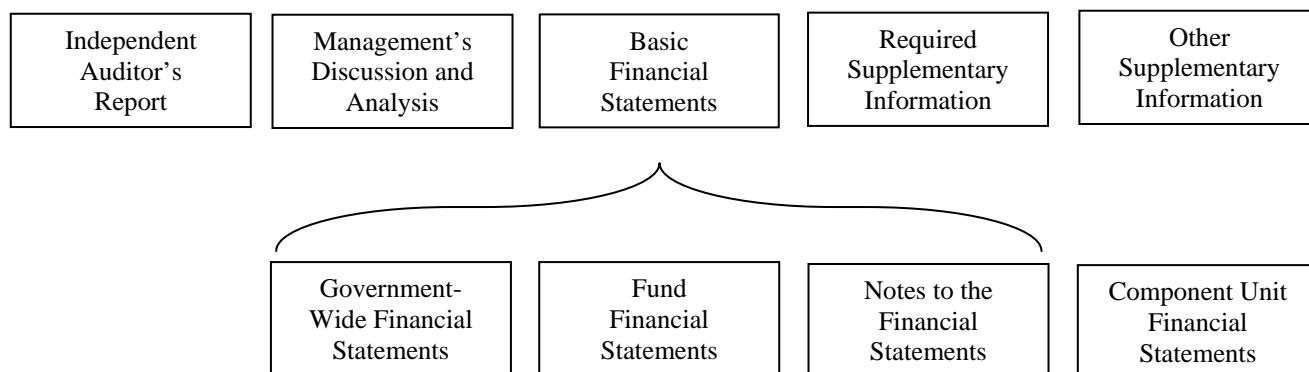 Independent
Auditor's
Report
Management's
Discussion and
Analysis
Basic
Financial
Statements
Required
Supplementary
Information
Other
Supplementary
Information
Government-
Wide Financial
Statements
Fund
Financial
Statements
Notes to the
Financial
Statements
Component Unit
Financial
Statements